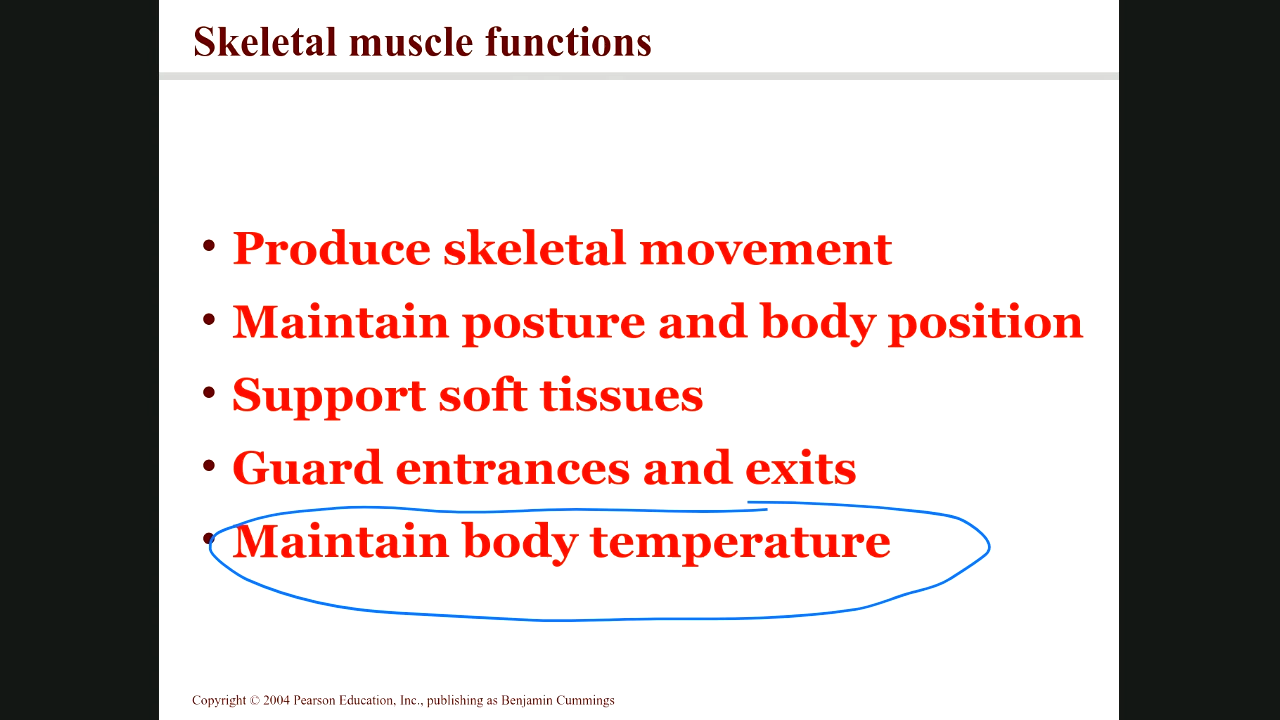 Skeletal muscle functions
• Produce skeletal movement
• Maintain posture and body position
• Support soft tissues
• Guard entrances and exits
• Maintain body temperature
Copyright © 2004 Pearson Education, Inc., publishing as Benjamin Cummings